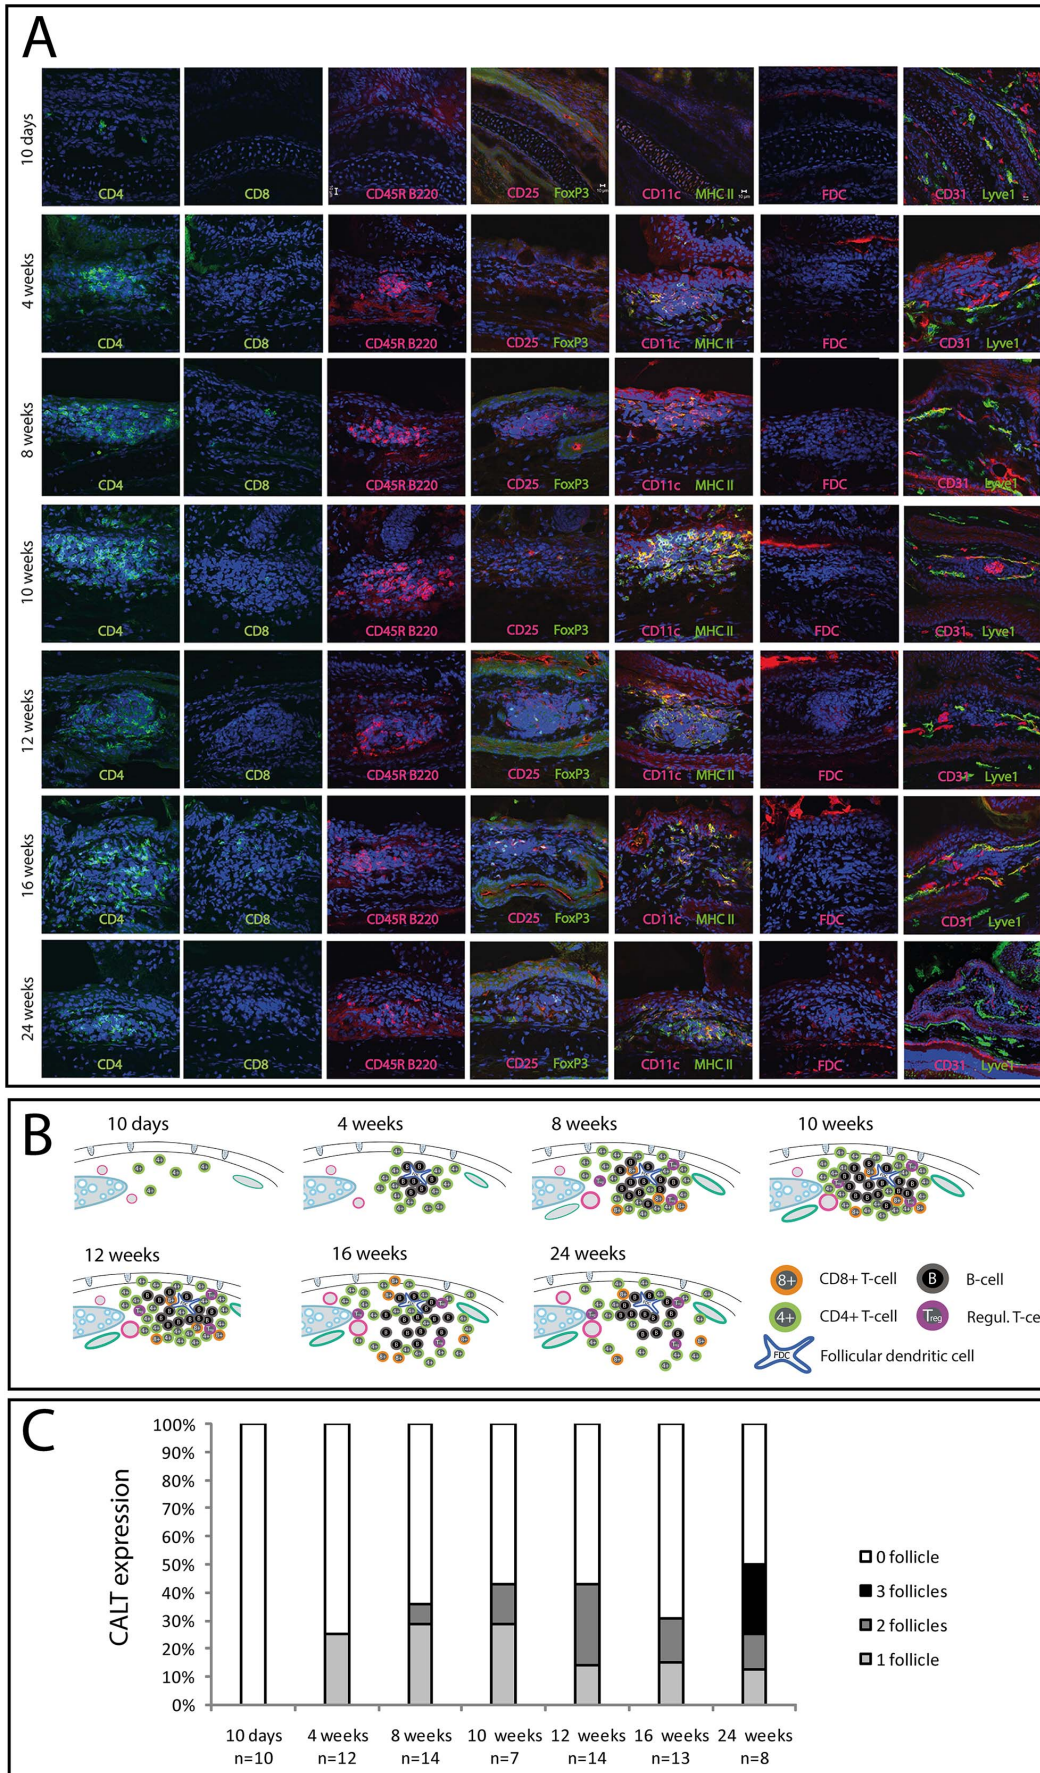 A
10 days
CD4
CD8
CD45R B220
CD25 FoxP3
CD11c MHC II
FDC
CD31 Lyve1
4 weeks
CD4
CD8
CD45R B220
CD25 FoxP3
CD11c MHC II
FDC
CD31 Lyve1
8 weeks
CD4
CD8
CD45R B220
CD25 FoxP3
CD11c MHC II
FDC
CD31 Lyve1
10 weeks
CD4
CD8
CD45R B220
CD25 FoxP3
CD11c MHC II
FDC
CD31 Lyve1
12 weeks
CD4
CD8
CD45R B220
CD25 FoxP3
CD11c MHC II
FDC
CD31 Lyve1
16 weeks
CD4
CD8
CD45R B220
CD25 FoxP3
CD11c MHC II
FDC
CD31 Lyve1
24 weeks
CD4
CD8
CD45R B220
CD25 FoxP3
CD11c MHC II
FDC
CD31 Lyve1
B
10 days
4 weeks
8 weeks
10 weeks
12 weeks
16 weeks
24 weeks
8+ CD8+ T-cell
B B-cell
4+ CD4+ T-cell
Treg Regul. T-ce
FDC Follicular dendritic cell
C
CALT expression
100%
90%
80%
70%
60%
50%
40%
30%
20%
10%
0%
10 days 4 weeks 8 weeks 10 weeks 12 weeks 16 weeks 24 weeks
n=10 n=12 n=14 n=7 n=14 n=13 n=8
0 follicle
3 follicles
2 follicles
1 follicle